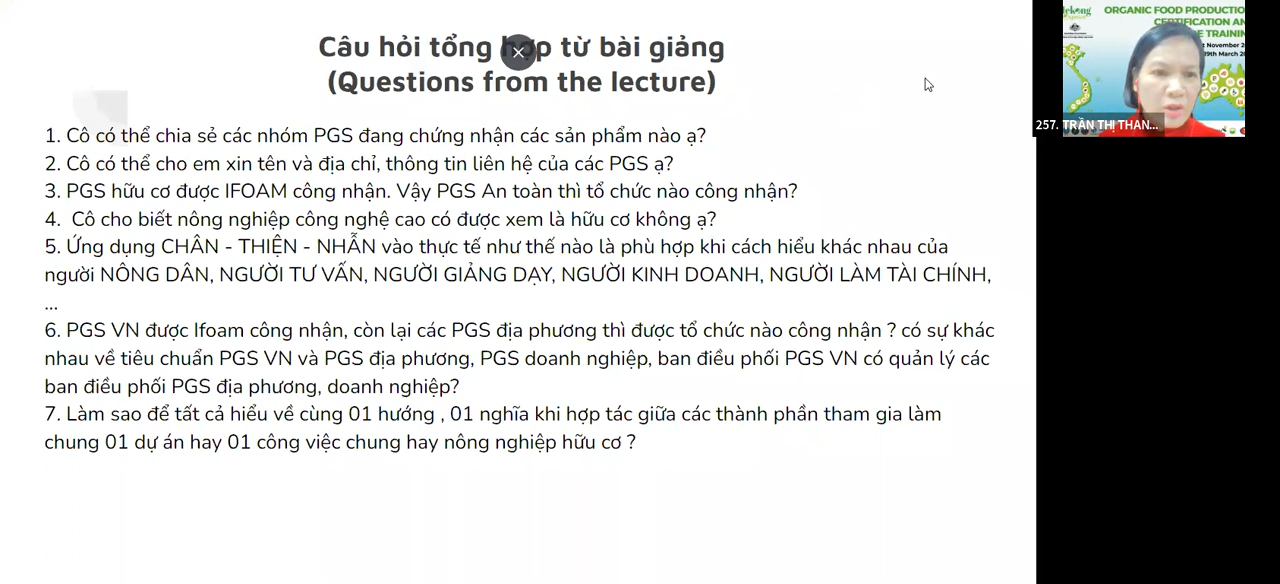 Câu hỏi tổng hợp từ bài giảng
(Questions from the lecture)
1. Cô có thể chia sẻ các nhóm PGS đang chứng nhận các sản phẩm nào ạ?
2. Cô có thể cho em xin tên và địa chỉ, thông tin liên hệ của các PGS ạ?
3. PGS hữu cơ được IFOAM công nhận. Vậy PGS An toàn thì tổ chức nào công nhận?
4. Cô cho biết nông nghiệp công nghệ cao có được xem là hữu cơ không ạ?
5. Ứng dụng CHÂN - THIỆN - NHẪN vào thực tế như thế nào là phù hợp khi cách hiểu khác nhau của
người NÔNG DÂN, NGƯỜI TƯ VẤN, NGƯỜI GIẢNG DẠY, NGƯỜI KINH DOANH, NGƯỜI LÀM TÀI CHÍNH,
...
6. PGS VN được Ifoam công nhận, còn lại các PGS địa phương thì được tổ chức nào công nhận ? có sự khác
nhau về tiêu chuẩn PGS VN và PGS địa phương, PGS doanh nghiệp, ban điều phối PGS VN có quản lý các
ban điều phối PGS địa phương, doanh nghiệp?
7. Làm sao để tất cả hiểu về cùng 01 hướng , 01 nghĩa khi hợp tác giữa các thành phần tham gia làm
chung 01 dự án hay 01 công việc chung hay nông nghiệp hữu cơ ?
ORGANIC FOOD PRODUCTIO
CERTIFICATION AN
E TRAININ
November 2
19th March 20
257. TRẦN THỊ THAN...